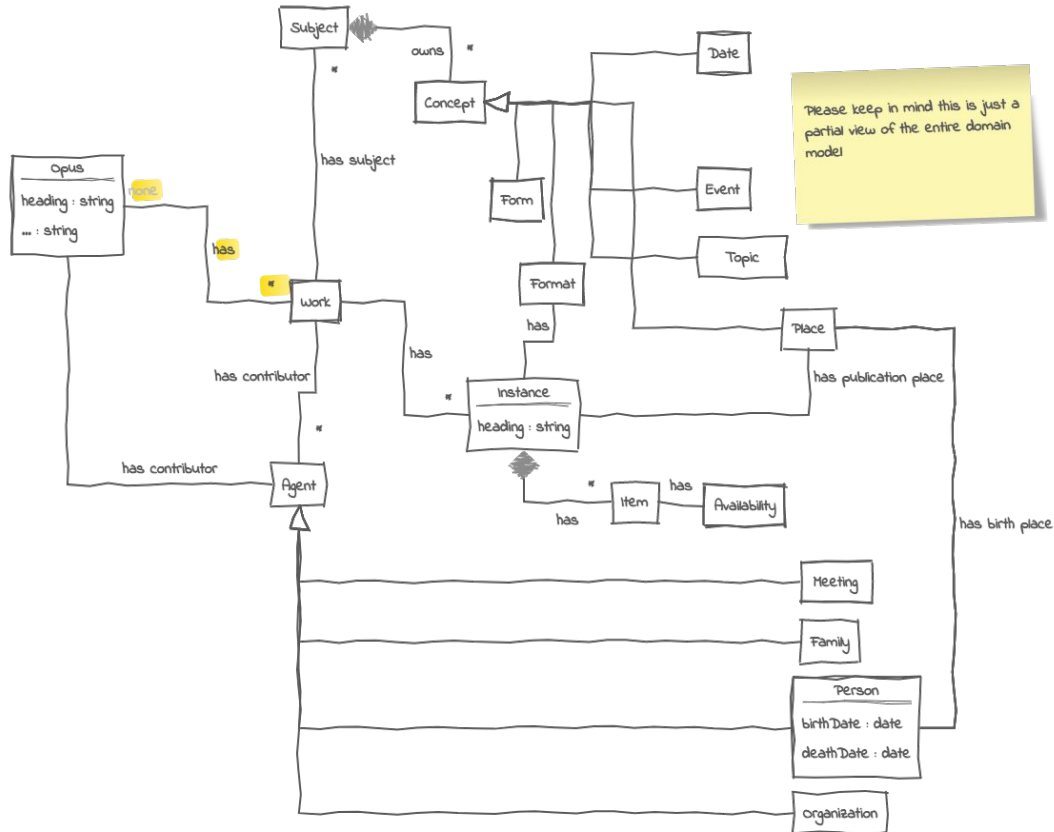 Subject
owns
*
*
Date
Concept
Please keep in mind this is just a
partial view of the entire domain
model
has subject
Opus
heading : string
... : string
none
Form
Event
has
Topic
*
Work
Format
has
Place
has
has contributor
has publication place
*
Instance
heading : string
*
has contributor
Agent
*
has
Item
has
Availability
has birth place
Meeting
Family
Person
birthDate : date
deathDate : date
Organization